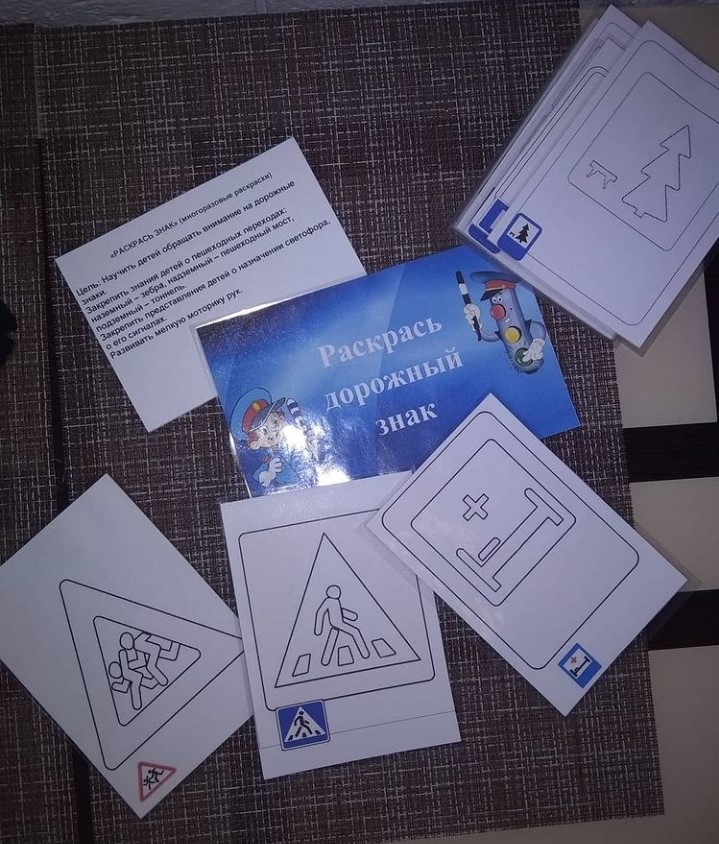 «РАСКРАСЬ ЗНАК» (многоразовые раскраски)
Цель: Научить детей обращать внимание на дорожные
знаки.
Закрепить знания детей о пешеходных переходах:
наземный – зебра, надземный – пешеходный мост,
подземный – тоннель.
Закрепить представления детей о назначении светофора,
о его сигналах.
Развивать мелкую моторику рук.
Раскрась
дорожный
знак